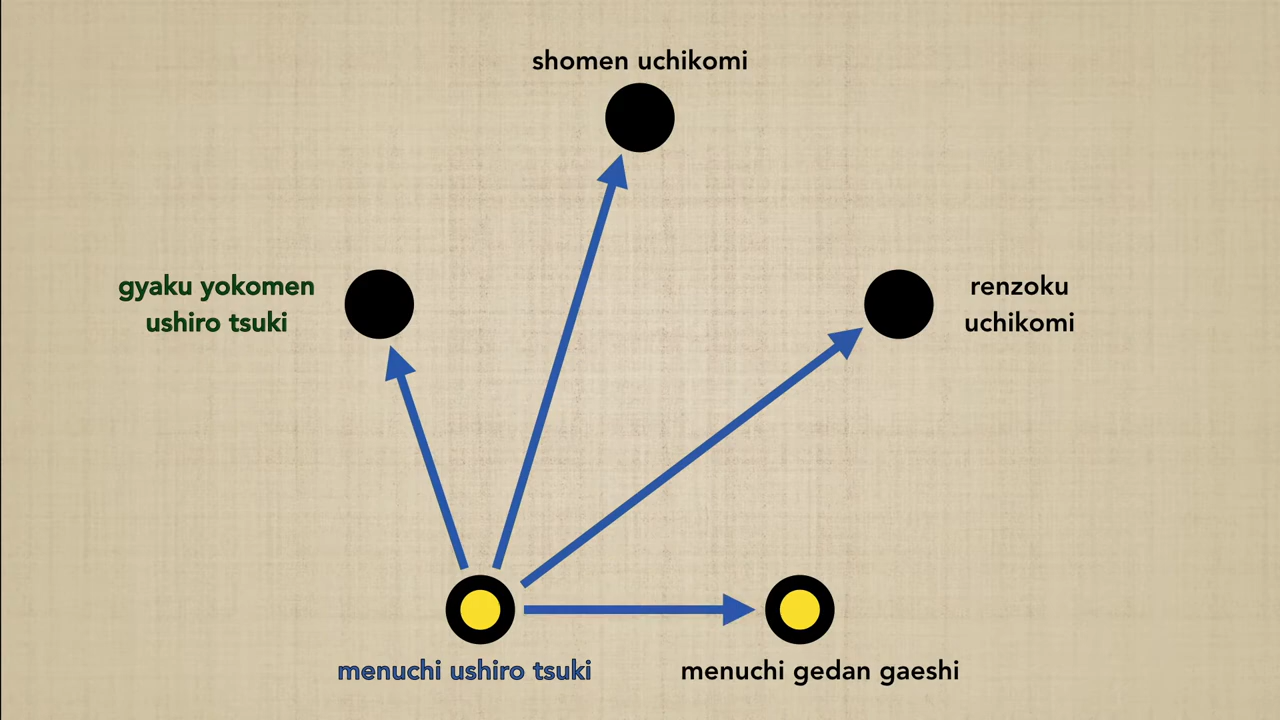 shomen uchikomi
gyaku yokomen
ushiro tsuki
renzoku
uchikomi
menuchi ushiro tsuki
menuchi gedan gaeshi